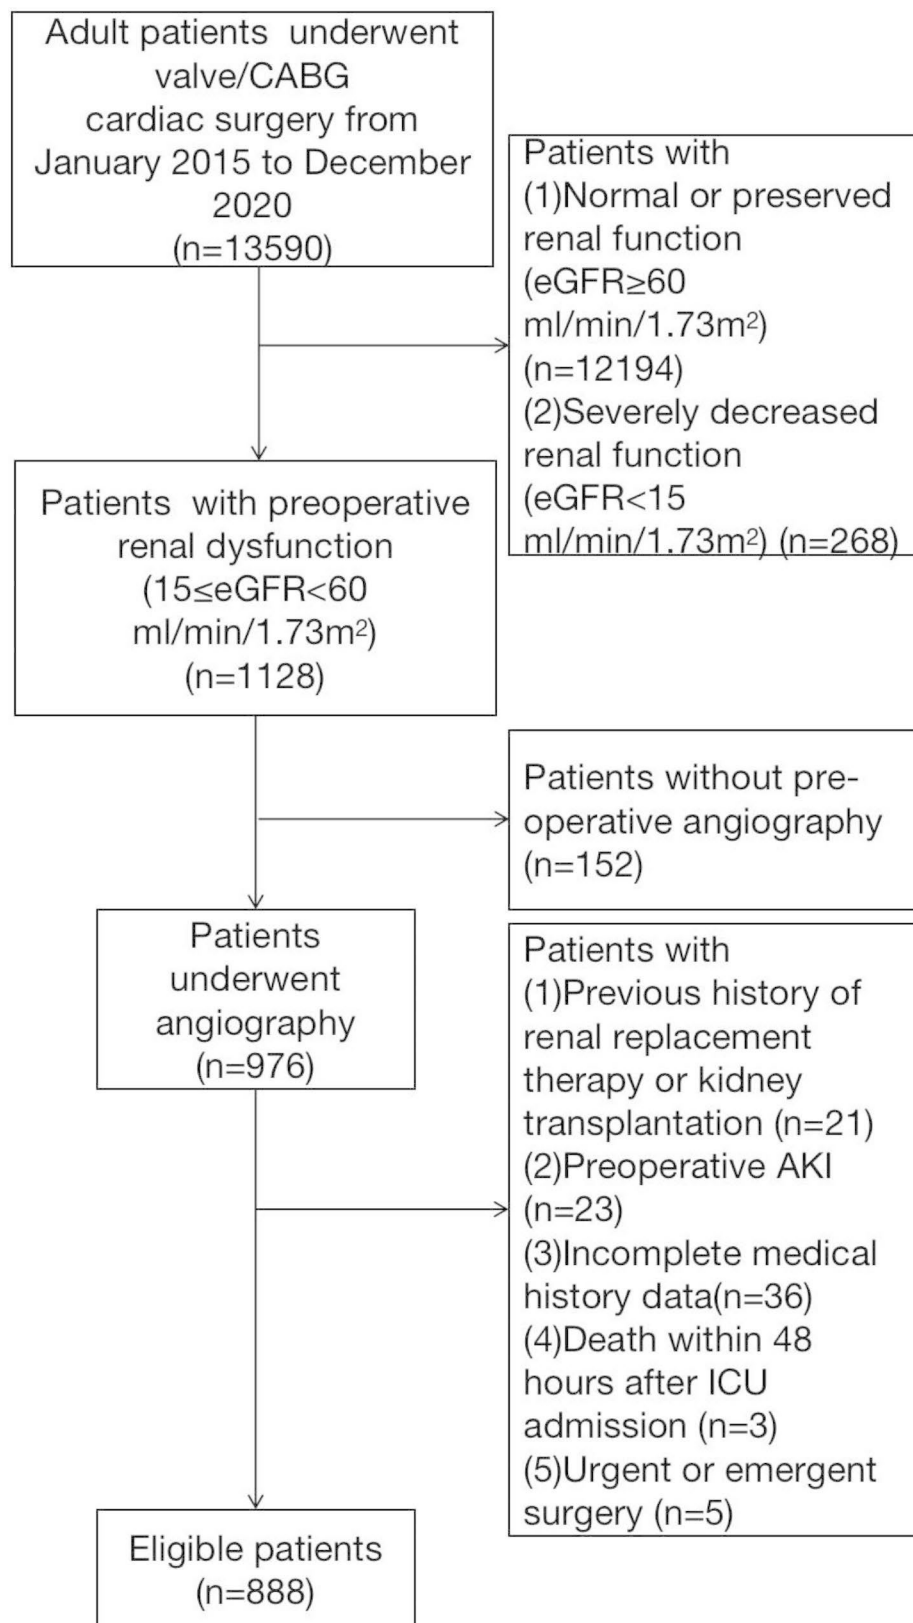 Adult patients underwent
valve/CABG
cardiac surgery from
January 2015 to December
2020
(n=13590)
Patients with
(1)Normal or preserved
renal function
(eGFR≥60
ml/min/1.73m²)
(n=12194)
(2)Severely decreased
renal function
(eGFR<15
ml/min/1.73m²) (n=268)
Patients with preoperative
renal dysfunction
(15≤eGFR<60
ml/min/1.73m²)
(n=1128)
Patients without pre-
operative angiography
(n=152)
Patients
underwent
angiography
(n=976)
Patients with
(1)Previous history of
renal replacement
therapy or kidney
transplantation (n=21)
(2)Preoperative AKI
(n=23)
(3)Incomplete medical
history data(n=36)
(4)Death within 48
hours after ICU
admission (n=3)
(5)Urgent or emergent
surgery (n=5)
Eligible patients
(n=888)